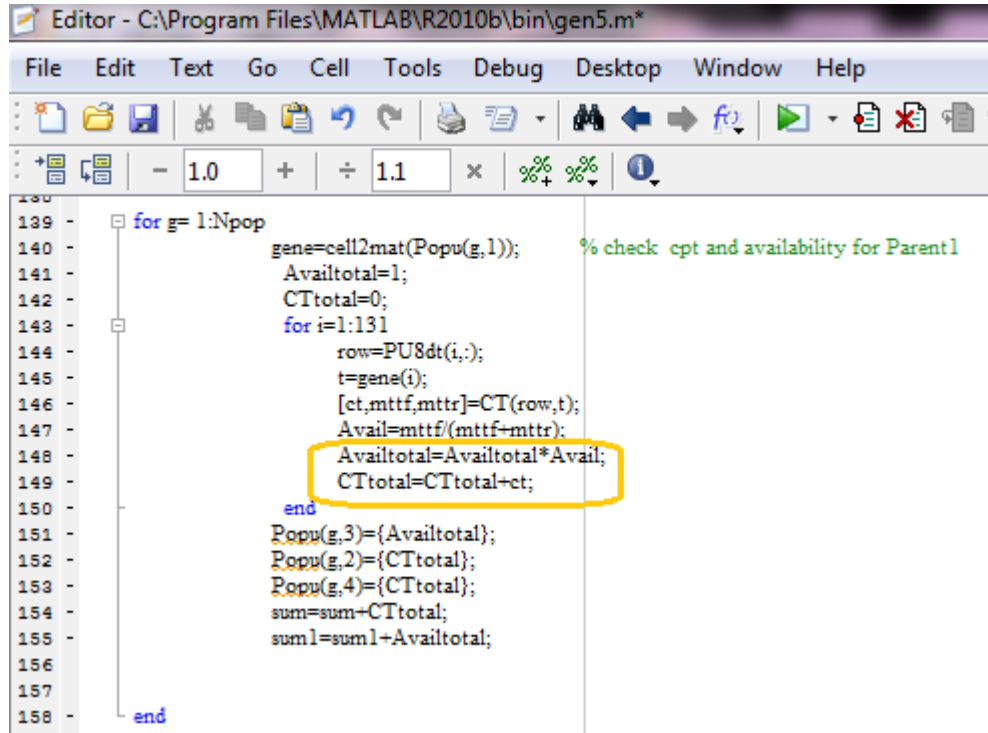 Editor - C:\Program Files\MATLAB\R2010b\bin\gen5.m*
File Edit Text Go Cell Tools Debug Desktop Window Help
- 1.0 + ÷ 1.1 ×
139 - for g= 1:Npop
140 - gene=cell2mat(Popu(g,1)); % check cpt and availability for Parent1
141 - Availtotal=1;
142 - CTtotal=0;
143 - for i=1:131
144 - row=PU8dt(i,:);
145 - t=gene(i);
146 - [ct,mttf,mttr]=CT(row,t);
147 - Avail=mttf/(mttf+mttr);
148 - Availtotal=Availtotal*Avail;
149 - CTtotal=CTtotal+ct;
150 - end
151 - Popu(g,3)={Availtotal};
152 - Popu(g,2)={CTtotal};
153 - Popu(g,4)={CTtotal};
154 - sum=sum+CTtotal;
155 - sum1=sum1+Availtotal;
156
157
158 - end